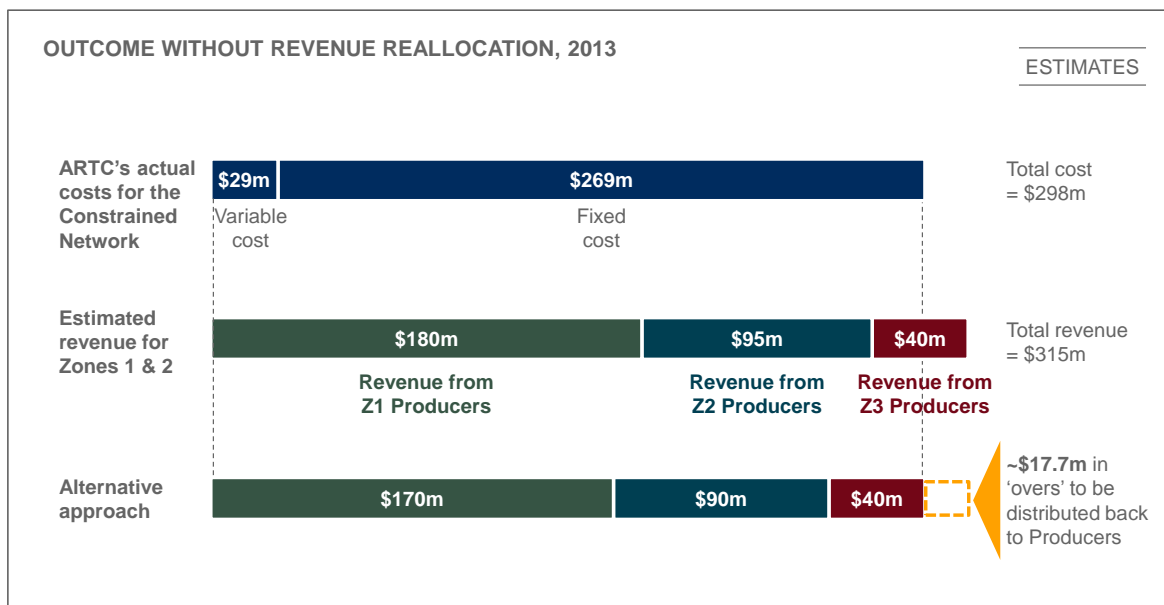 OUTCOME WITHOUT REVENUE REALLOCATION, 2013
ESTIMATES
ARTC's actual
costs for the
Constrained
Network
$29m
$269m
Variable
cost
Fixed
cost
Total cost
= $298m
Estimated
revenue for
Zones 1 & 2
$180m
$95m
$40m
Revenue from
Z1 Producers
Revenue from
Z2 Producers
Revenue from
Z3 Producers
Total revenue
= $315m
Alternative
approach
$170m
$90m
$40m
~$17.7m in
‘overs’ to be
distributed back
to Producers